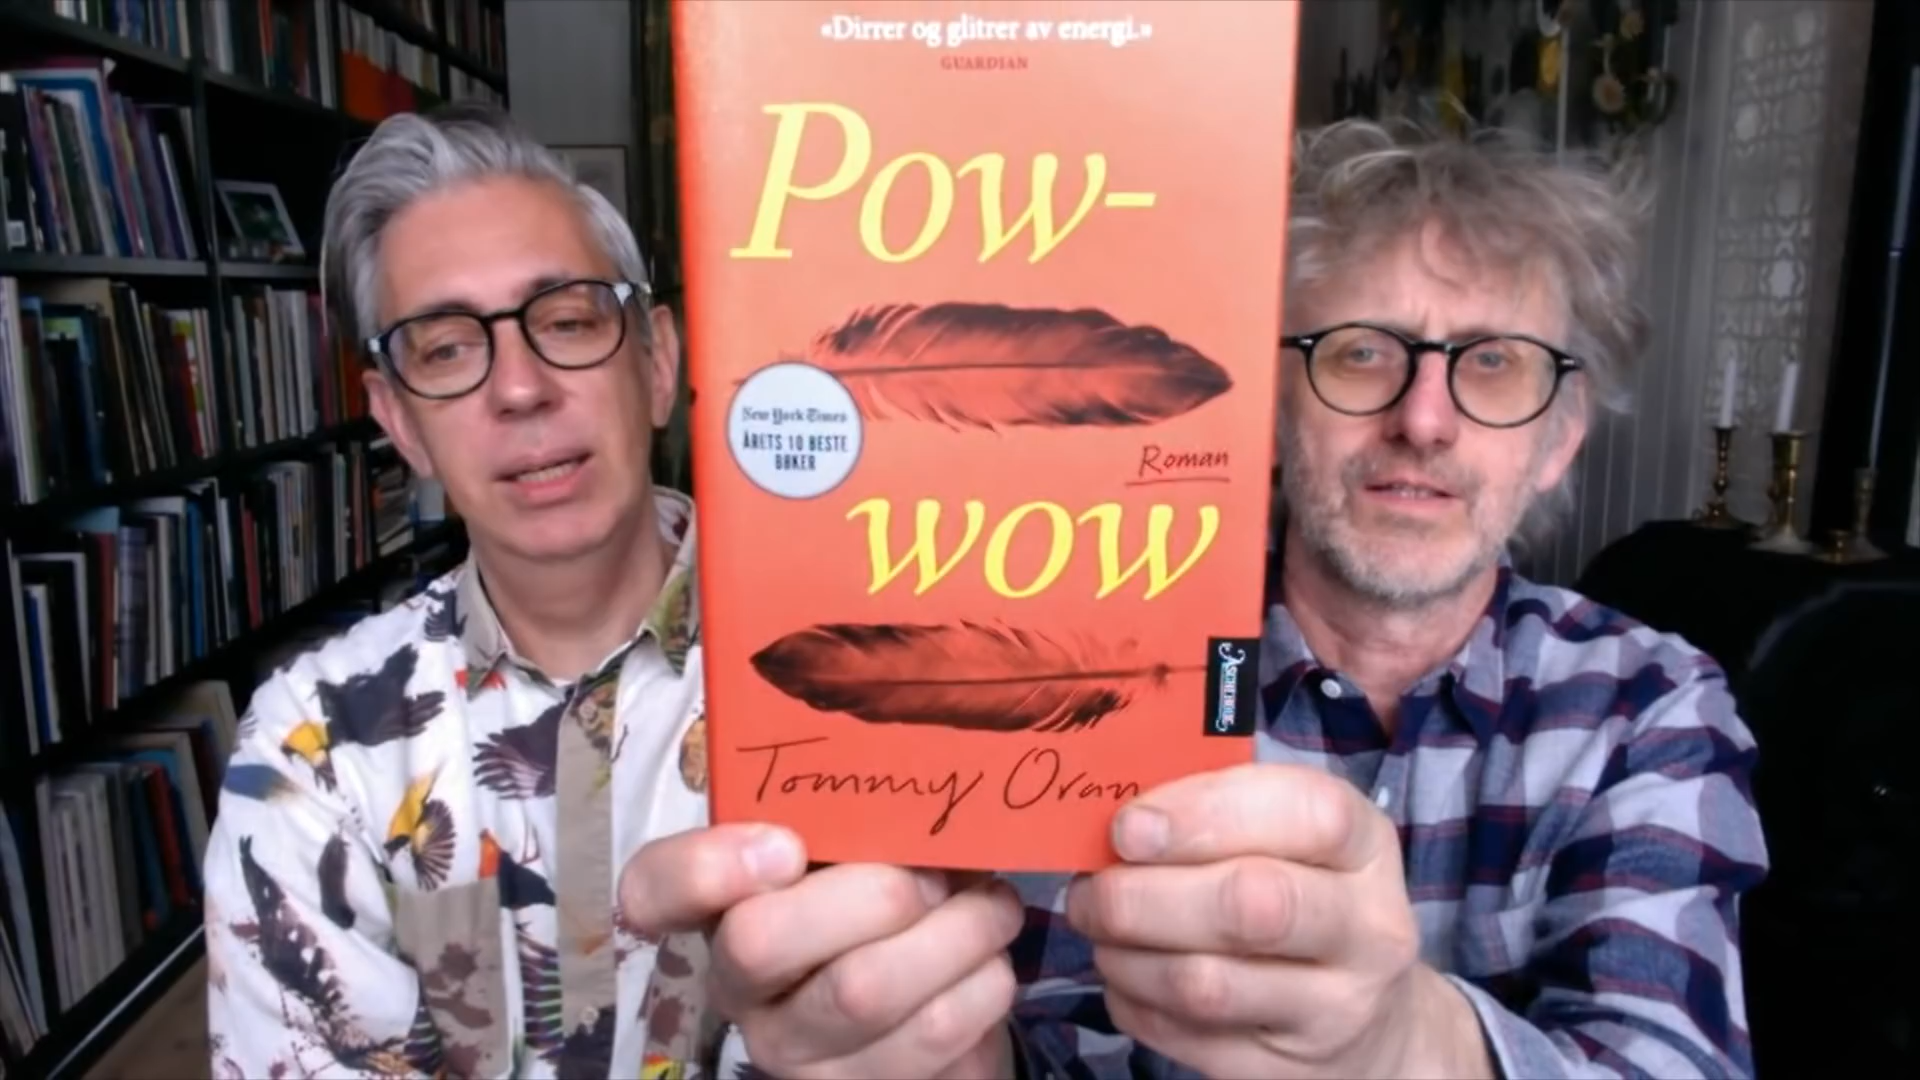 «Dirrer og glitrer av energi.»
GUARDIAN
Pow-
New York Times
ÅRETS 10 BESTE
BØKER
Roman
wow
Tommy Oran